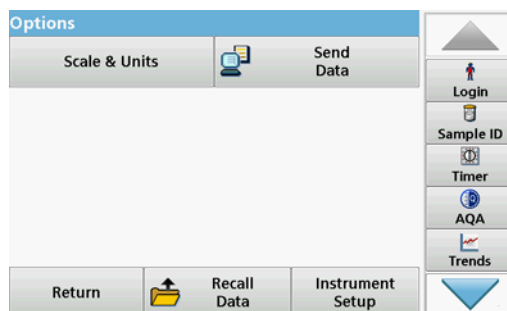 Options
Scale & Units
Send
Data
Login
Sample ID
Timer
AQA
Trends
Return
Recall
Data
Instrument
Setup